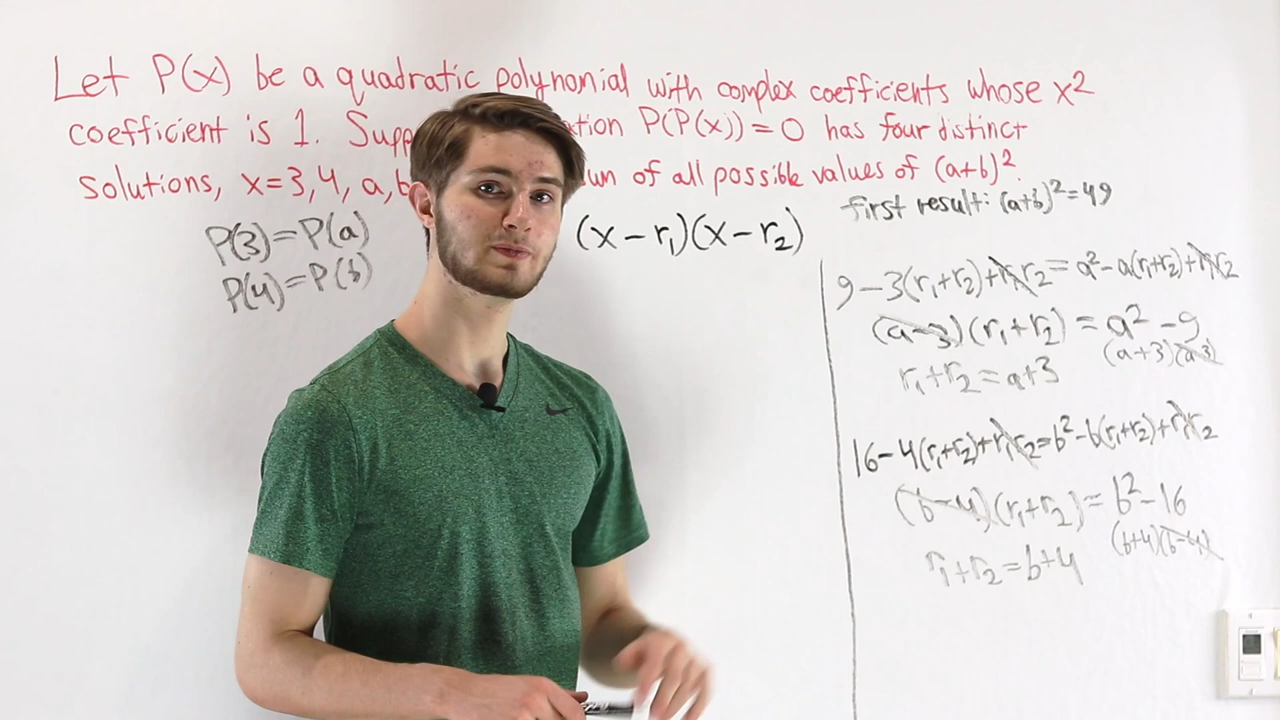 Let P(x) be a quadratic polynomial with complex coefficients whose x²
coefficient is 1. Supp tion P(P(x))=0 has four distinct
solutions, x=3,4, a,b of all possible values of (a+b)².
first result: (a+b)²=49
P(3)=P(a)
P(4)=P(b)
(x-r₁)(x-r₂)
9-3(r₁+r₂)+r₁r₂=a²-a(r₁+r₂)+r₁r₂
(a-3)(r₁+r₂)=a²-9
(a+3)(a-3)
r₁+r₂=a+3
16-4(r₁+r₂)+r₁r₂=b²-b(r₁+r₂)+r₁r₂
(b-4)(r₁+r₂)=b²-16
(b+4)(b-4)
r₁+r₂=b+4